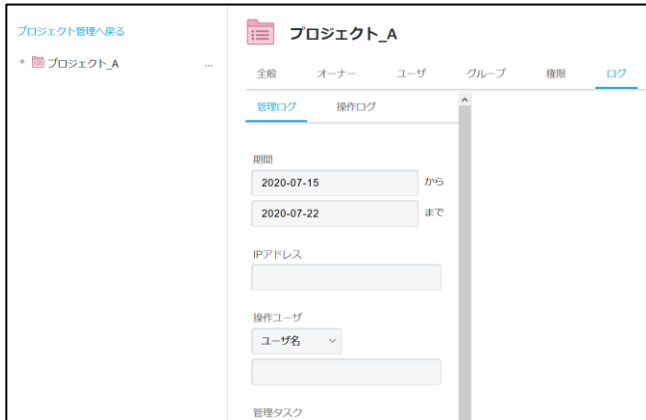 プロジェクト管理へ戻る
プロジェクト_A
...
プロジェクト_A
全般 オーナー ユーザ グループ 権限 ログ
管理ログ 操作ログ
期間
2020-07-15 から
2020-07-22 まで
IPアドレス
操作ユーザ
ユーザ名
管理タスク